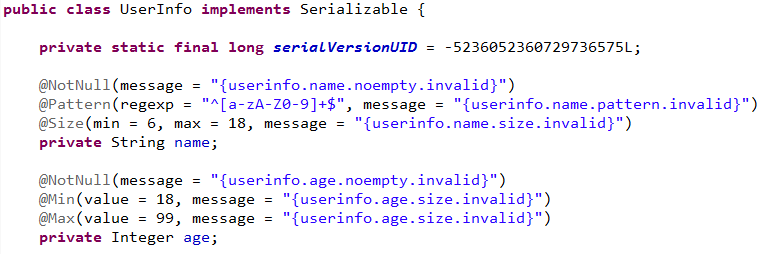 public class UserInfo implements Serializable {
private static final long serialVersionUID = -5236052360729736575L;
@NotNull(message = "{userinfo.name.noempty.invalid}")
@Pattern(regexp = "^[a-zA-Z0-9]+$", message = "{userinfo.name.pattern.invalid}")
@Size(min = 6, max = 18, message = "{userinfo.name.size.invalid}")
private String name;
@NotNull(message = "{userinfo.age.noempty.invalid}")
@Min(value = 18, message = "{userinfo.age.size.invalid}")
@Max(value = 99, message = "{userinfo.age.size.invalid}")
private Integer age;